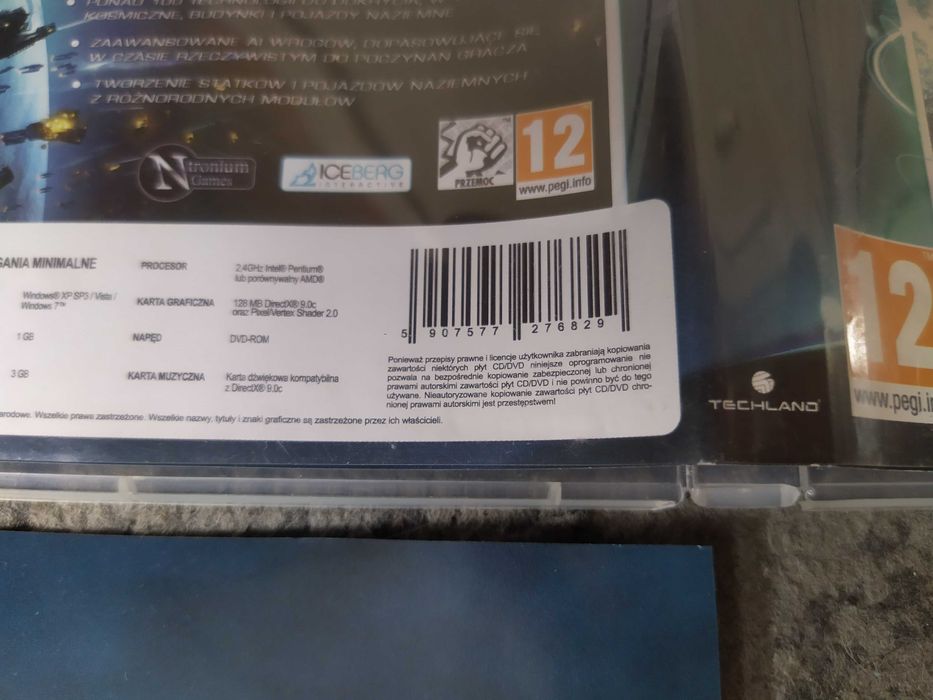 PONAD 100 TECHNOLOGII DO ODKRYCIA, W
KOSMICZNE, BUDYNKI I POJAZDY NAZIEMNE
• ZAAWANSOWANE AI WROGÓW, DOPASOWUJĄCE SIĘ
W CZASIE RZECZYWISTYM DO POCZYNAŃ GRACZA
• TWORZENIE STATKÓW I POJAZDÓW NAZIEMNYCH
Z RÓŻNORODNYCH MODUŁÓW
Ntronium
Games
ICEBERG
INTERACTIVE
PRZEMOC
12
www.pegi.info
GANIA MINIMALNE
Windows® XP SP3 / Vista /
Windows 7™
1 GB
3 GB
PROCESOR
2,4GHz Intel® Pentium®
lub porównywalny AMD®
KARTA GRAFICZNA
128 MB DirectX® 9.0c
oraz Pixel/Vertex Shader 2.0
NAPĘD
DVD-ROM
KARTA MUZYCZNA
Karta dźwiękowa kompatybilna
z DirectX® 9.0c
5 907577 276829
Ponieważ przepisy prawne i licencje użytkownika zabraniają kopiowania
zawartości niektórych płyt CD/DVD niniejsze oprogramowanie nie
pozwala na bezpośrednie kopiowanie zabezpieczonej lub chronionej
prawami autorskimi zawartości płyt CD/DVD i nie powinno być do tego
używane. Nieautoryzowane kopiowanie zawartości płyt CD/DVD chro-
nionej prawami autorskimi jest przestępstwem!
arodowe. Wszelkie prawa zastrzeżone. Wszelkie nazwy, tytuły i znaki graficzne są zastrzeżone przez ich właścicieli.
TECHLAND
12
www.pegi.in